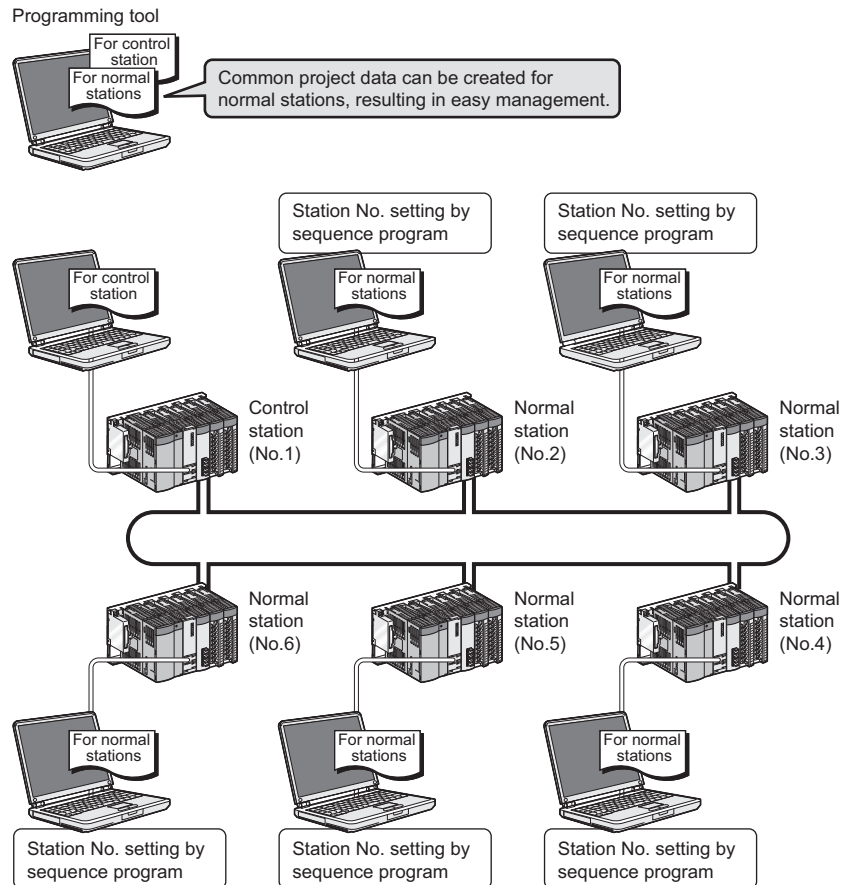 Programming tool
For control
station
For normal
stations
Common project data can be created for
normal stations, resulting in easy management.
Station No. setting by
sequence program
Station No. setting by
sequence program
For control
station
For normal
stations
For normal
stations
Control
station
(No.1)
Normal
station
(No.2)
Normal
station
(No.3)
Normal
station
(No.6)
Normal
station
(No.5)
Normal
station
(No.4)
For normal
stations
For normal
stations
For normal
stations
Station No. setting by
sequence program
Station No. setting by
sequence program
Station No. setting by
sequence program